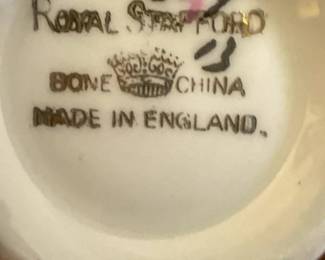 ROYAL STAFFORD
BONE CHINA
MADE IN ENGLAND.